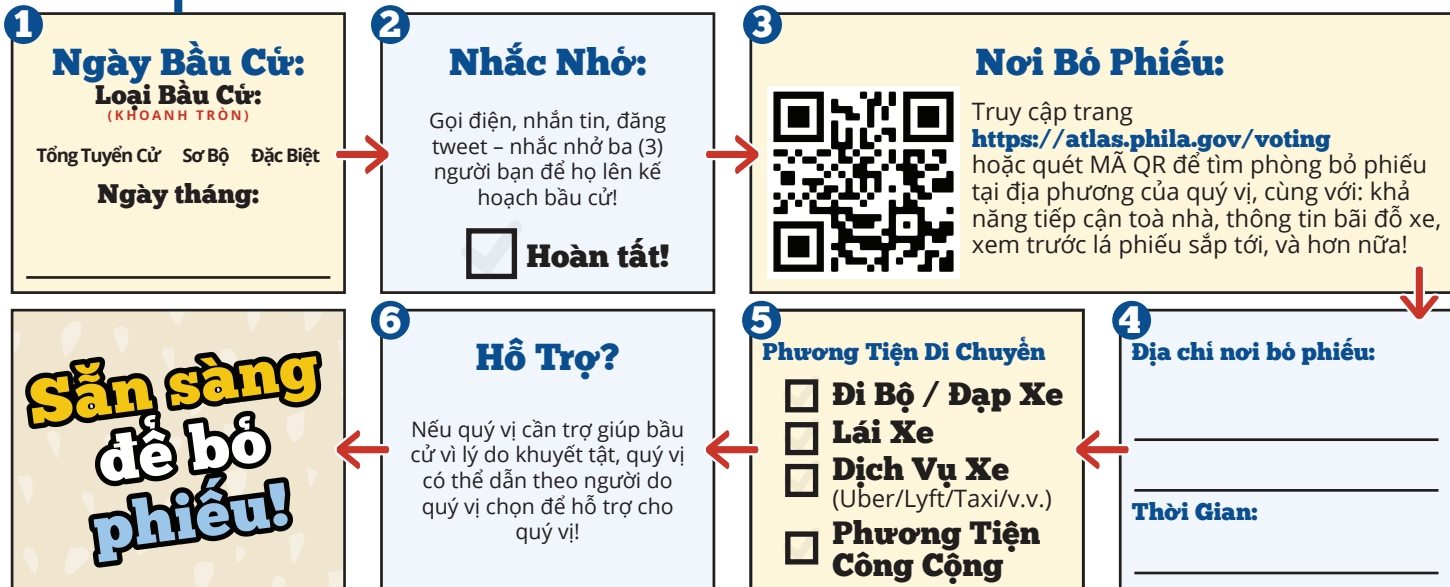 1
Ngày Bầu Cử:
Loại Bầu Cử:
(KHOANH TRÒN)
Tổng Tuyển Cử Sơ Bộ Đặc Biệt
Ngày tháng:
2
Nhắc Nhở:
Gọi điện, nhắn tin, đăng
tweet – nhắc nhở ba (3)
người bạn để họ lên kế
hoạch bầu cử!
Hoàn tất!
3
Nơi Bỏ Phiếu:
Truy cập trang
https://atlas.phila.gov/voting
hoặc quét MÃ QR để tìm phòng bỏ phiếu
tại địa phương của quý vị, cùng với: khả
năng tiếp cận toà nhà, thông tin bãi đỗ xe,
xem trước lá phiếu sắp tới, và hơn nữa!
4
Địa chỉ nơi bỏ phiếu:
Thời Gian:
5
Phương Tiện Di Chuyển
Đi Bộ / Đạp Xe
Lái Xe
Dịch Vụ Xe
(Uber/Lyft/Taxi/v.v.)
Phương Tiện
Công Cộng
6
Hỗ Trợ?
Nếu quý vị cần trợ giúp bầu
cử vì lý do khuyết tật, quý vị
có thể dẫn theo người do
quý vị chọn để hỗ trợ cho
quý vị!
Sẵn sàng
để bỏ
phiếu!